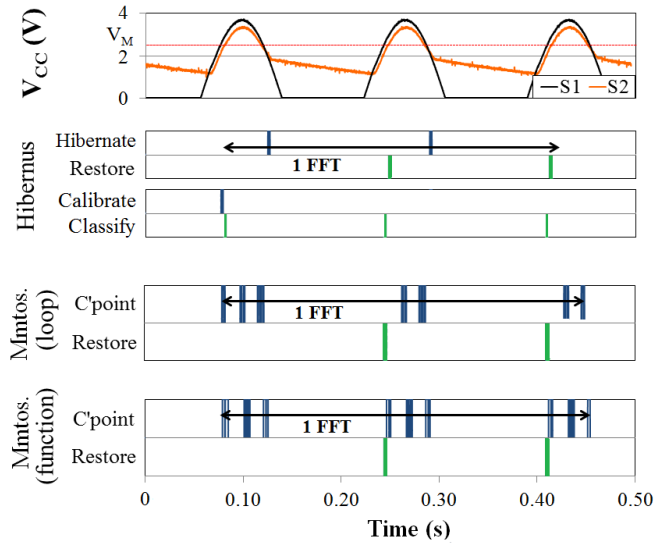 V_CC (V)
4
V_M
2
0
S1
S2
Hibernus
Hibernate
1 FFT
Restore
Calibrate
Classify
Mmtos.
(loop)
C'point
1 FFT
Restore
Mmtos.
(function)
C'point
1 FFT
Restore
0
0.10
0.20
0.30
0.40
0.50
Time (s)